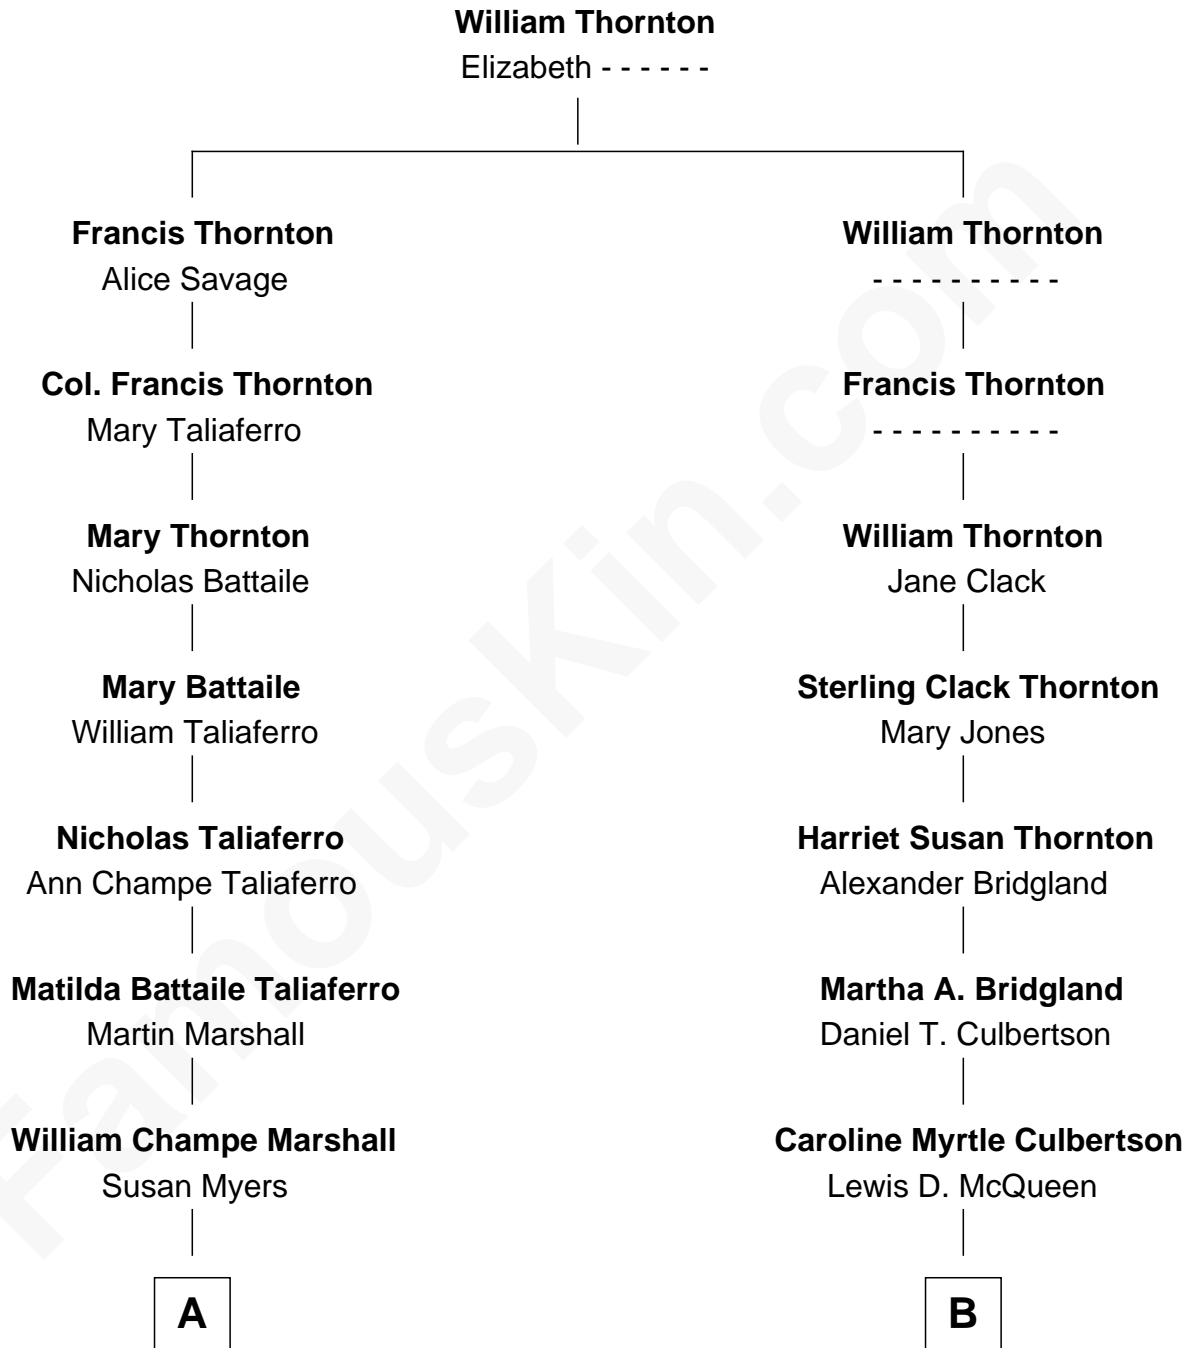 William Thornton
Elizabeth - - - - - -
Francis Thornton
Alice Savage
William Thornton
- - - - - - - - - -
Col. Francis Thornton
Mary Taliaferro
Francis Thornton
- - - - - - - - - -
Mary Thornton
Nicholas Battaile
William Thornton
Jane Clack
Mary Battaile
William Taliaferro
Sterling Clack Thornton
Mary Jones
Nicholas Taliaferro
Ann Champe Taliaferro
Harriet Susan Thornton
Alexander Bridgland
Matilda Battaile Taliaferro
Martin Marshall
Martha A. Bridgland
Daniel T. Culbertson
William Champe Marshall
Susan Myers
Caroline Myrtle Culbertson
Lewis D. McQueen
A
B
FamousKin.com